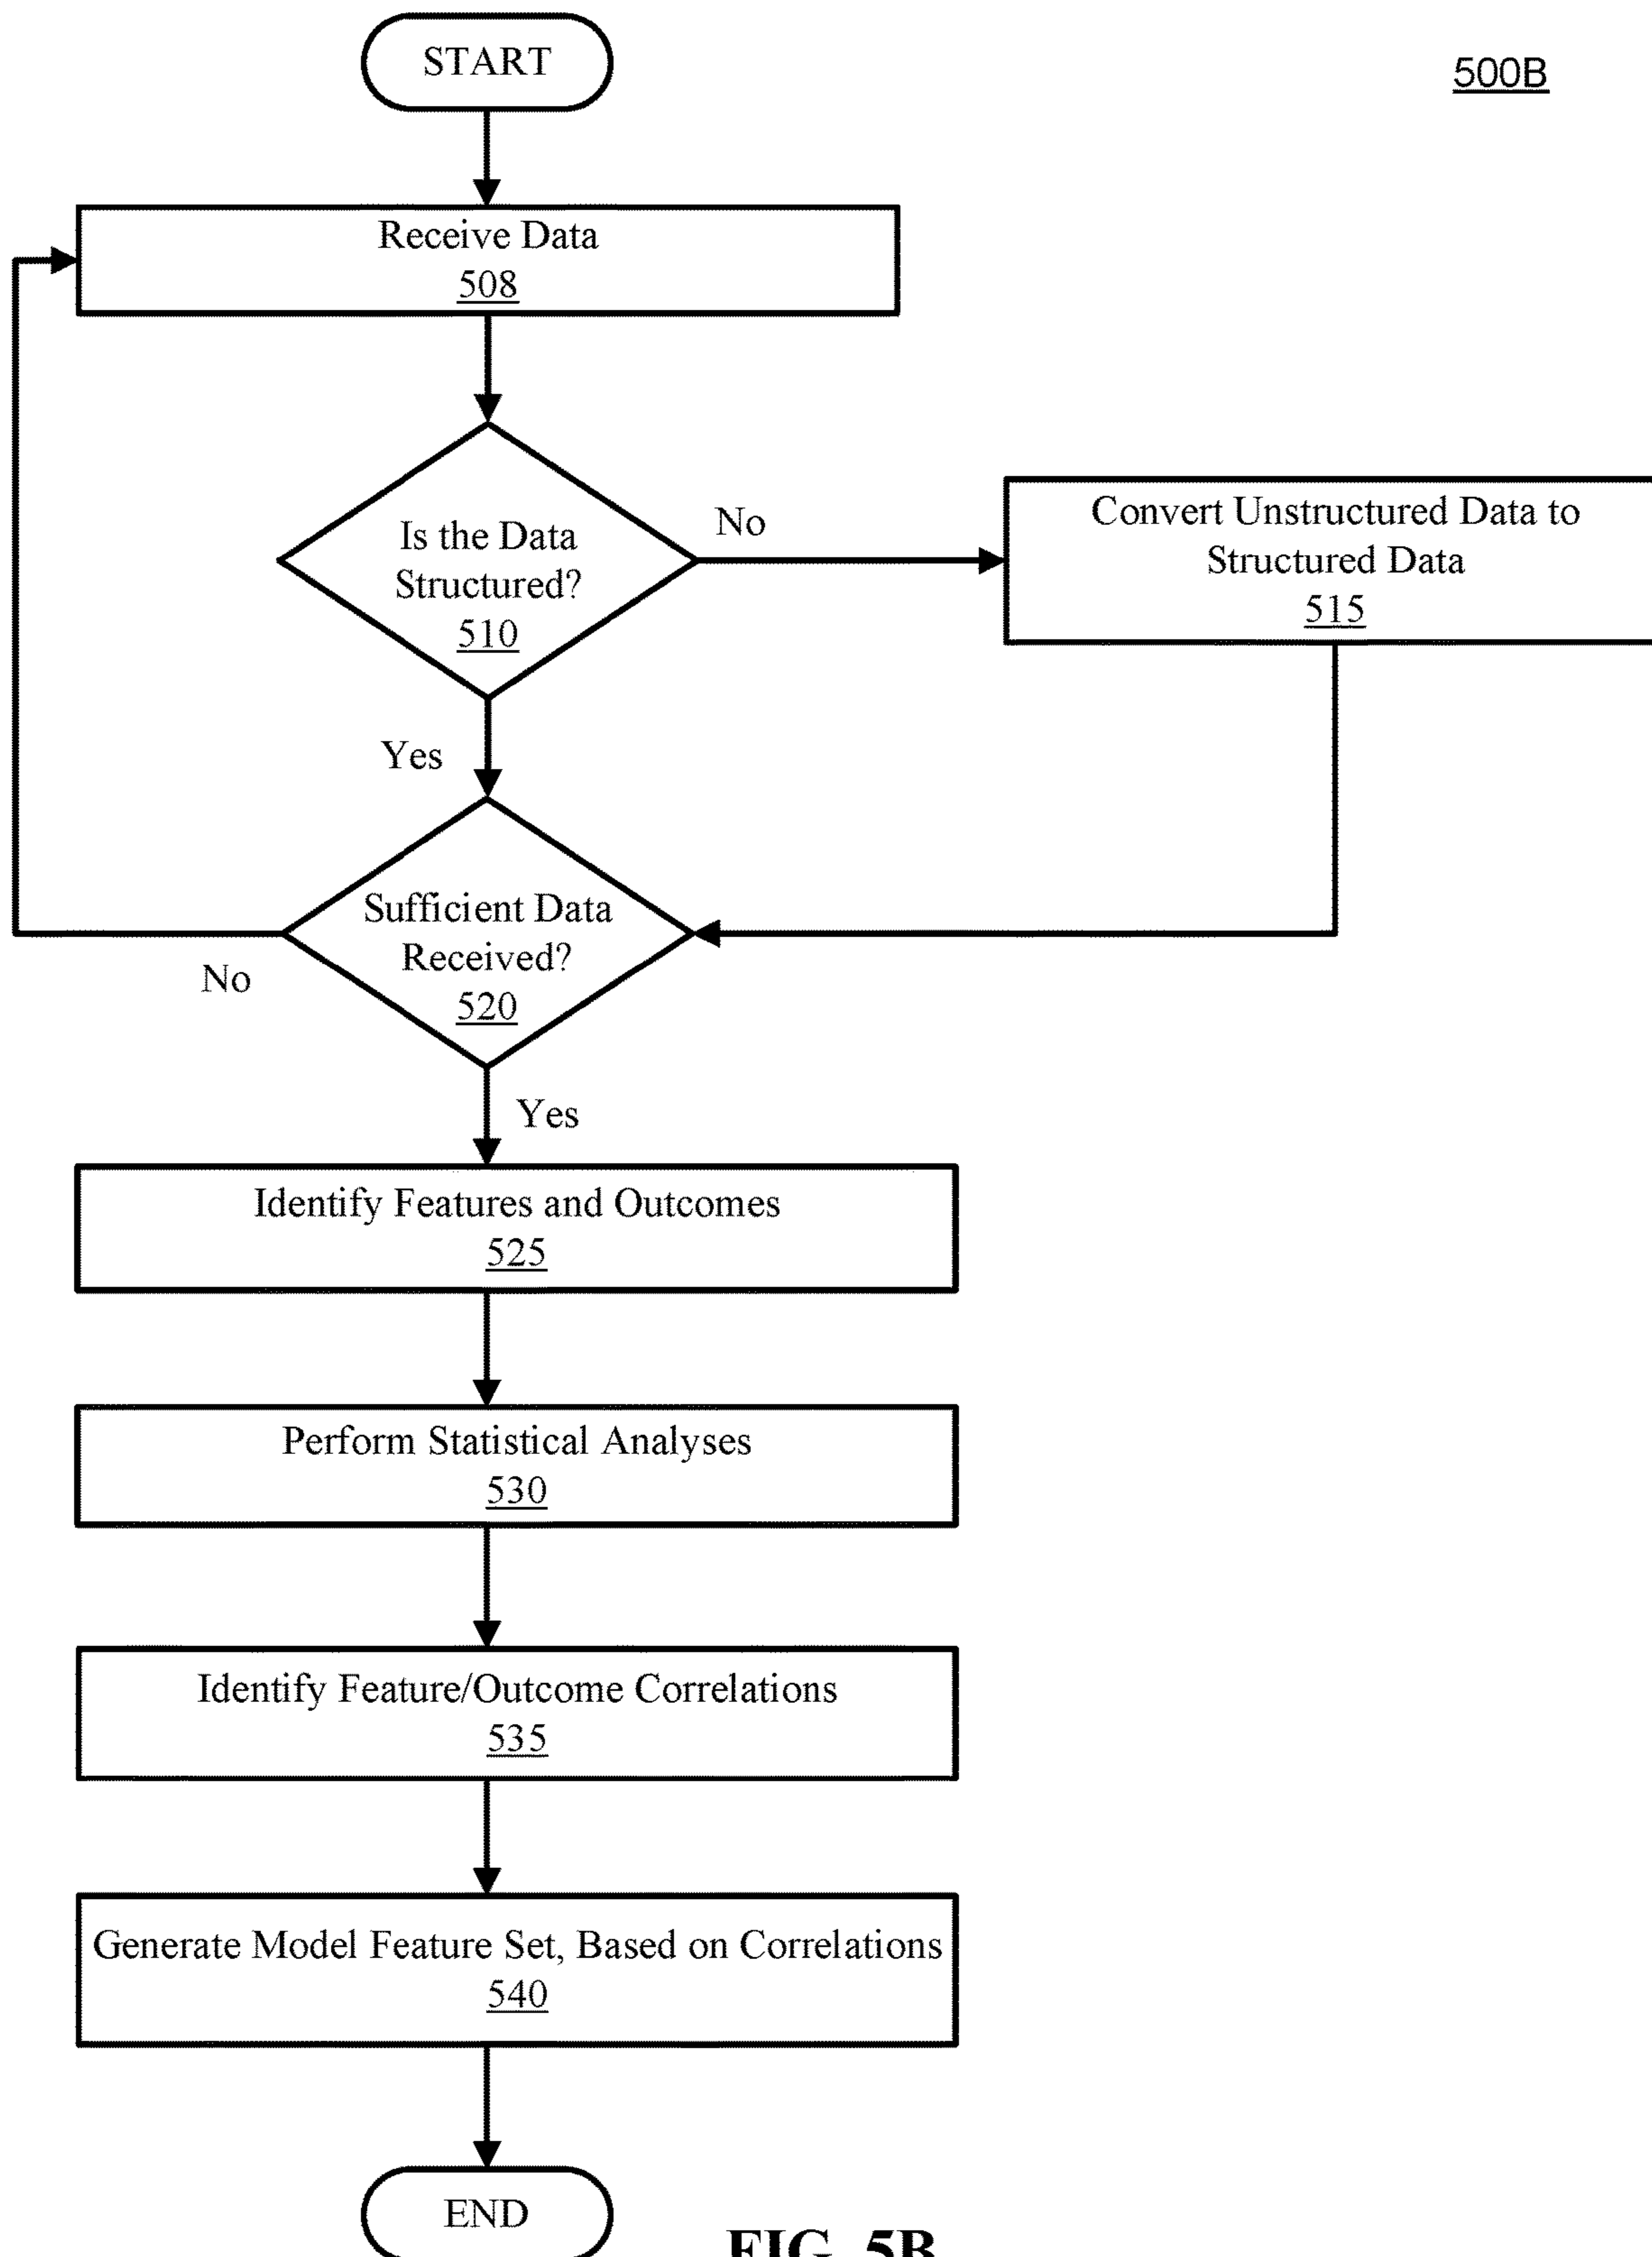 START
500B
Receive Data
508
Is the Data
Structured?
510
No
Convert Unstructured Data to
Structured Data
515
Yes
Sufficient Data
Received?
520
No
Yes
Identify Features and Outcomes
525
Perform Statistical Analyses
530
Identify Feature/Outcome Correlations
535
Generate Model Feature Set, Based on Correlations
540
END
FIG. 5B